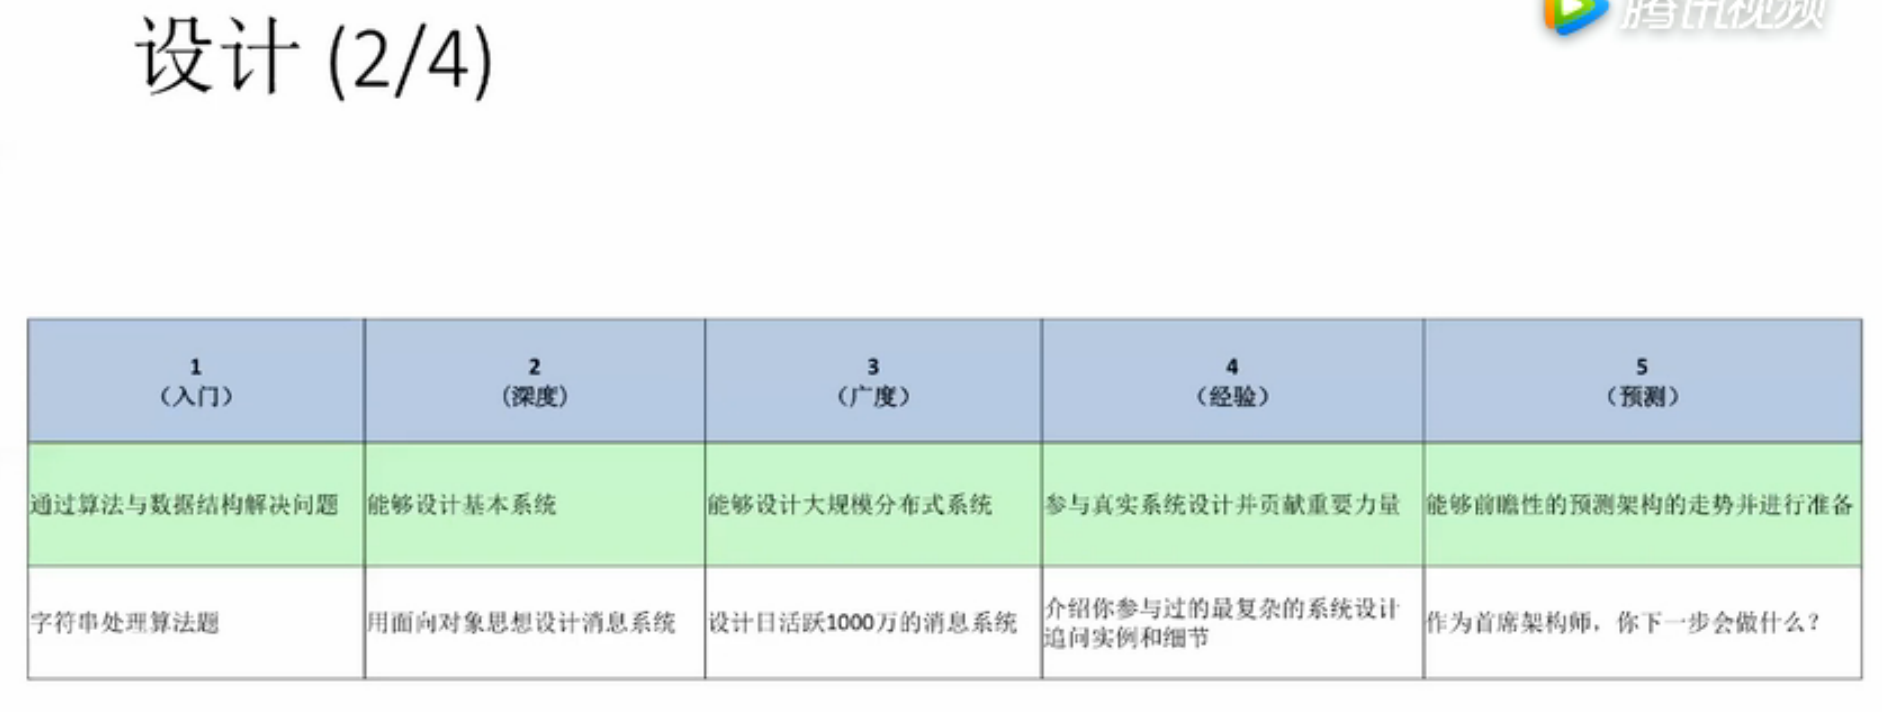 腾讯视频
设计 (2/4)
1
（入门）
2
(深度)
3
（广度）
4
（经验）
5
（预测）
通过算法与数据结构解决问题
能够设计基本系统
能够设计大规模分布式系统
参与真实系统设计并贡献重要力量
能够前瞻性的预测架构的走势并进行准备
字符串处理算法题
用面向对象思想设计消息系统
设计日活跃1000万的消息系统
介绍你参与过的最复杂的系统设计
追问实例和细节
作为首席架构师，你下一步会做什么？